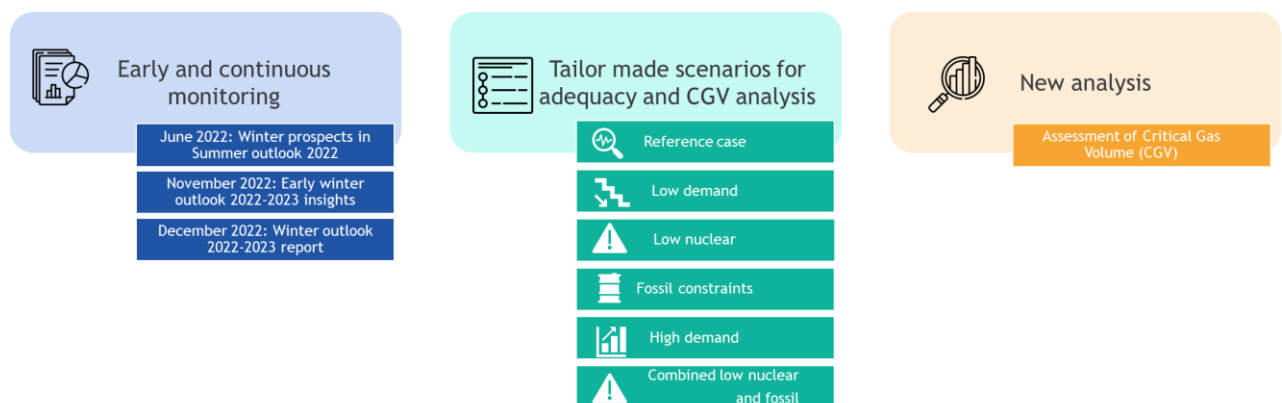 Early and continuous
monitoring
June 2022: Winter prospects in
Summer outlook 2022
November 2022: Early winter
outlook 2022-2023 insights
December 2022: Winter outlook
2022-2023 report
Tailor made scenarios for
adequacy and CGV analysis
Reference case
Low demand
Low nuclear
Fossil constraints
High demand
Combined low nuclear
and fossil
New analysis
Assessment of Critical Gas
Volume (CGV)